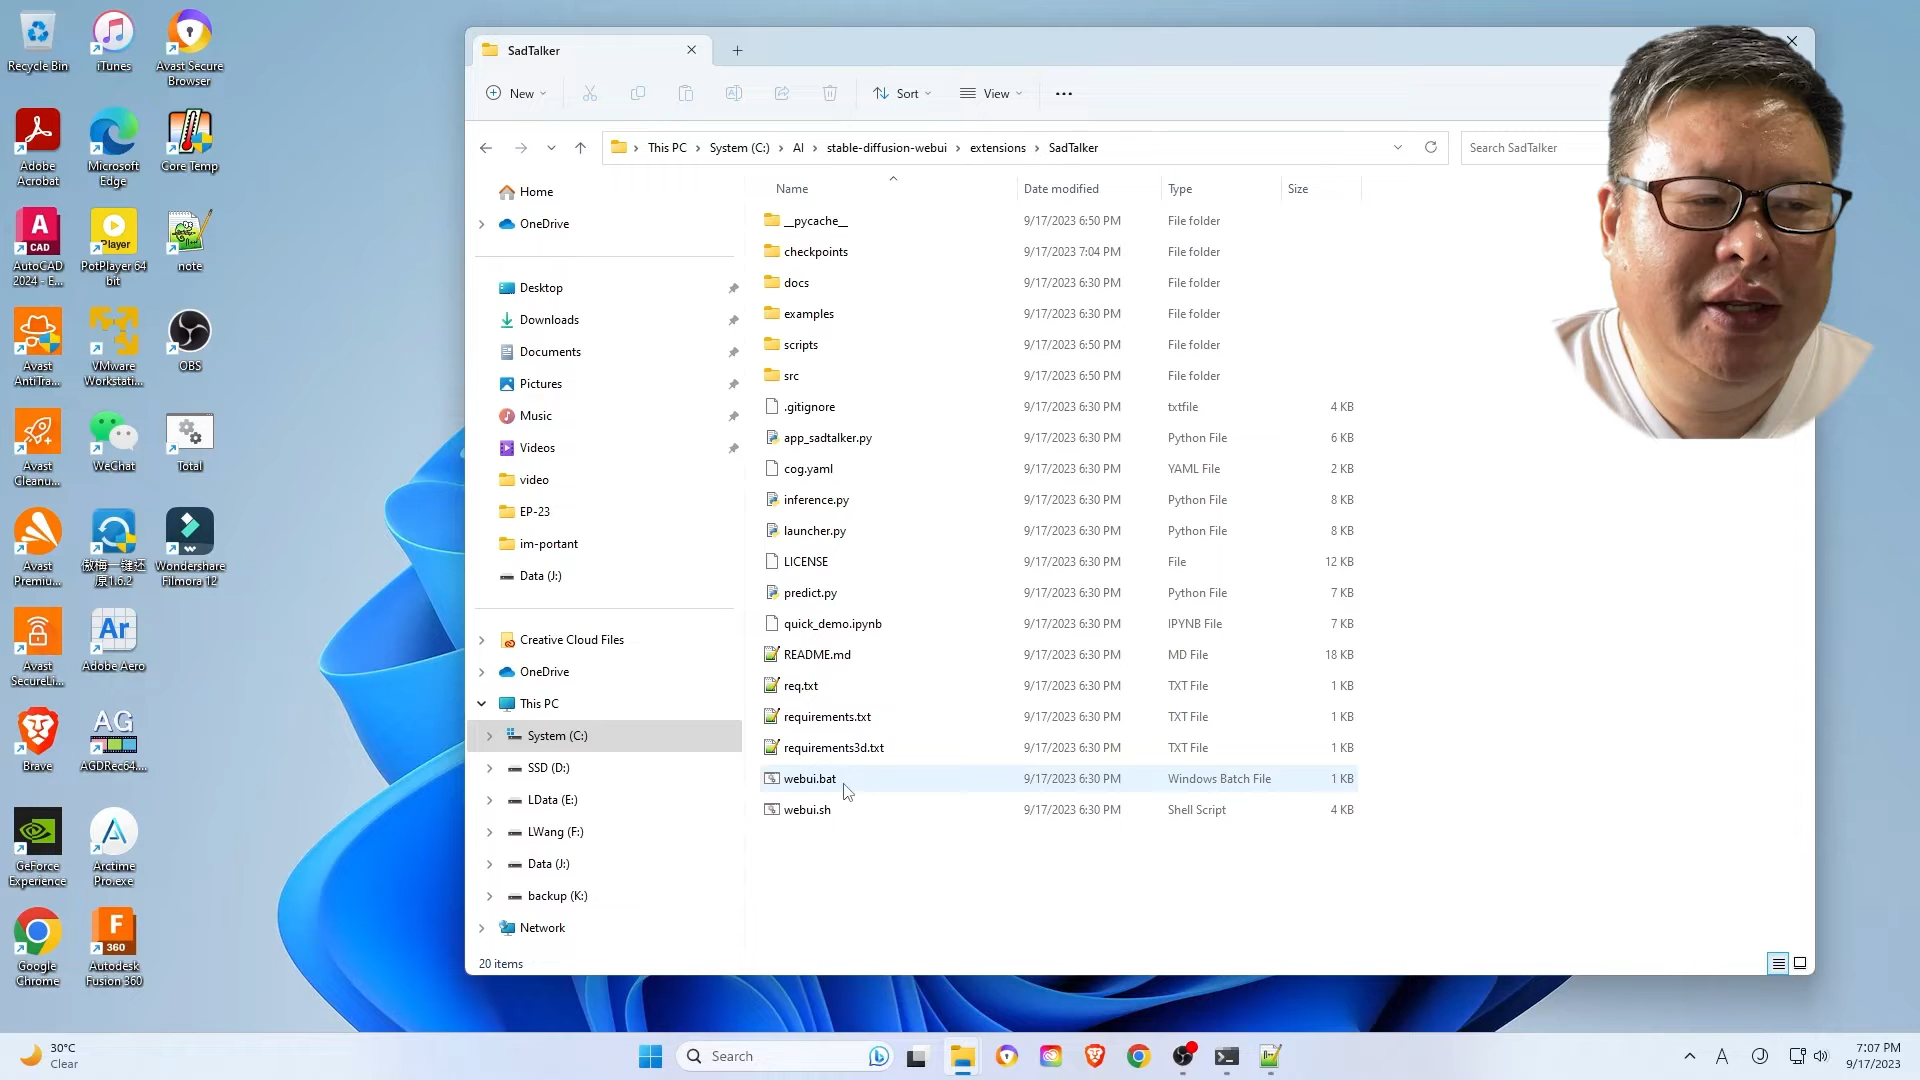 Recycle Bin
iTunes
Avast Secure
Browser
Adobe
Acrobat
Microsoft
Edge
Core Temp
A
CAD
AutoCAD
2024 - E...
Player
PotPlayer 64
bit
note
Avast
AntiTra...
VMware
Workstati...
OBS
Avast
Cleanu...
WeChat
Total
Avast
Premiu...
傲梅一键还
原1.6.2
Wondershare
Filmora 12
Avast
SecureLi...
Ar
Adobe Aero
Brave
AG
AGDRec64....
GeForce
Experience
Arctime
Pro.exe
Google
Chrome
F
360
Autodesk
Fusion 360
SadTalker
New
Sort
View
This PC
System (C:)
AI
stable-diffusion-webui
extensions
SadTalker
Search SadTalker
Home
OneDrive
Desktop
Downloads
Documents
Pictures
Music
Videos
video
EP-23
im-portant
Data (J:)
Creative Cloud Files
OneDrive
This PC
System (C:)
SSD (D:)
LData (E:)
LWang (F:)
Data (J:)
backup (K:)
Network
Name Date modified Type Size
__pycache__ 9/17/2023 6:50 PM File folder
checkpoints 9/17/2023 7:04 PM File folder
docs 9/17/2023 6:30 PM File folder
examples 9/17/2023 6:30 PM File folder
scripts 9/17/2023 6:50 PM File folder
src 9/17/2023 6:50 PM File folder
.gitignore 9/17/2023 6:30 PM txtfile 4 KB
app_sadtalker.py 9/17/2023 6:30 PM Python File 6 KB
cog.yaml 9/17/2023 6:30 PM YAML File 2 KB
inference.py 9/17/2023 6:30 PM Python File 8 KB
launcher.py 9/17/2023 6:30 PM Python File 8 KB
LICENSE 9/17/2023 6:30 PM File 12 KB
predict.py 9/17/2023 6:30 PM Python File 7 KB
quick_demo.ipynb 9/17/2023 6:30 PM IPYNB File 7 KB
README.md 9/17/2023 6:30 PM MD File 18 KB
req.txt 9/17/2023 6:30 PM TXT File 1 KB
requirements.txt 9/17/2023 6:30 PM TXT File 1 KB
requirements3d.txt 9/17/2023 6:30 PM TXT File 1 KB
webui.bat 9/17/2023 6:30 PM Windows Batch File 1 KB
webui.sh 9/17/2023 6:30 PM Shell Script 4 KB
20 items
30°C
Clear
Search
A
7:07 PM
9/17/2023